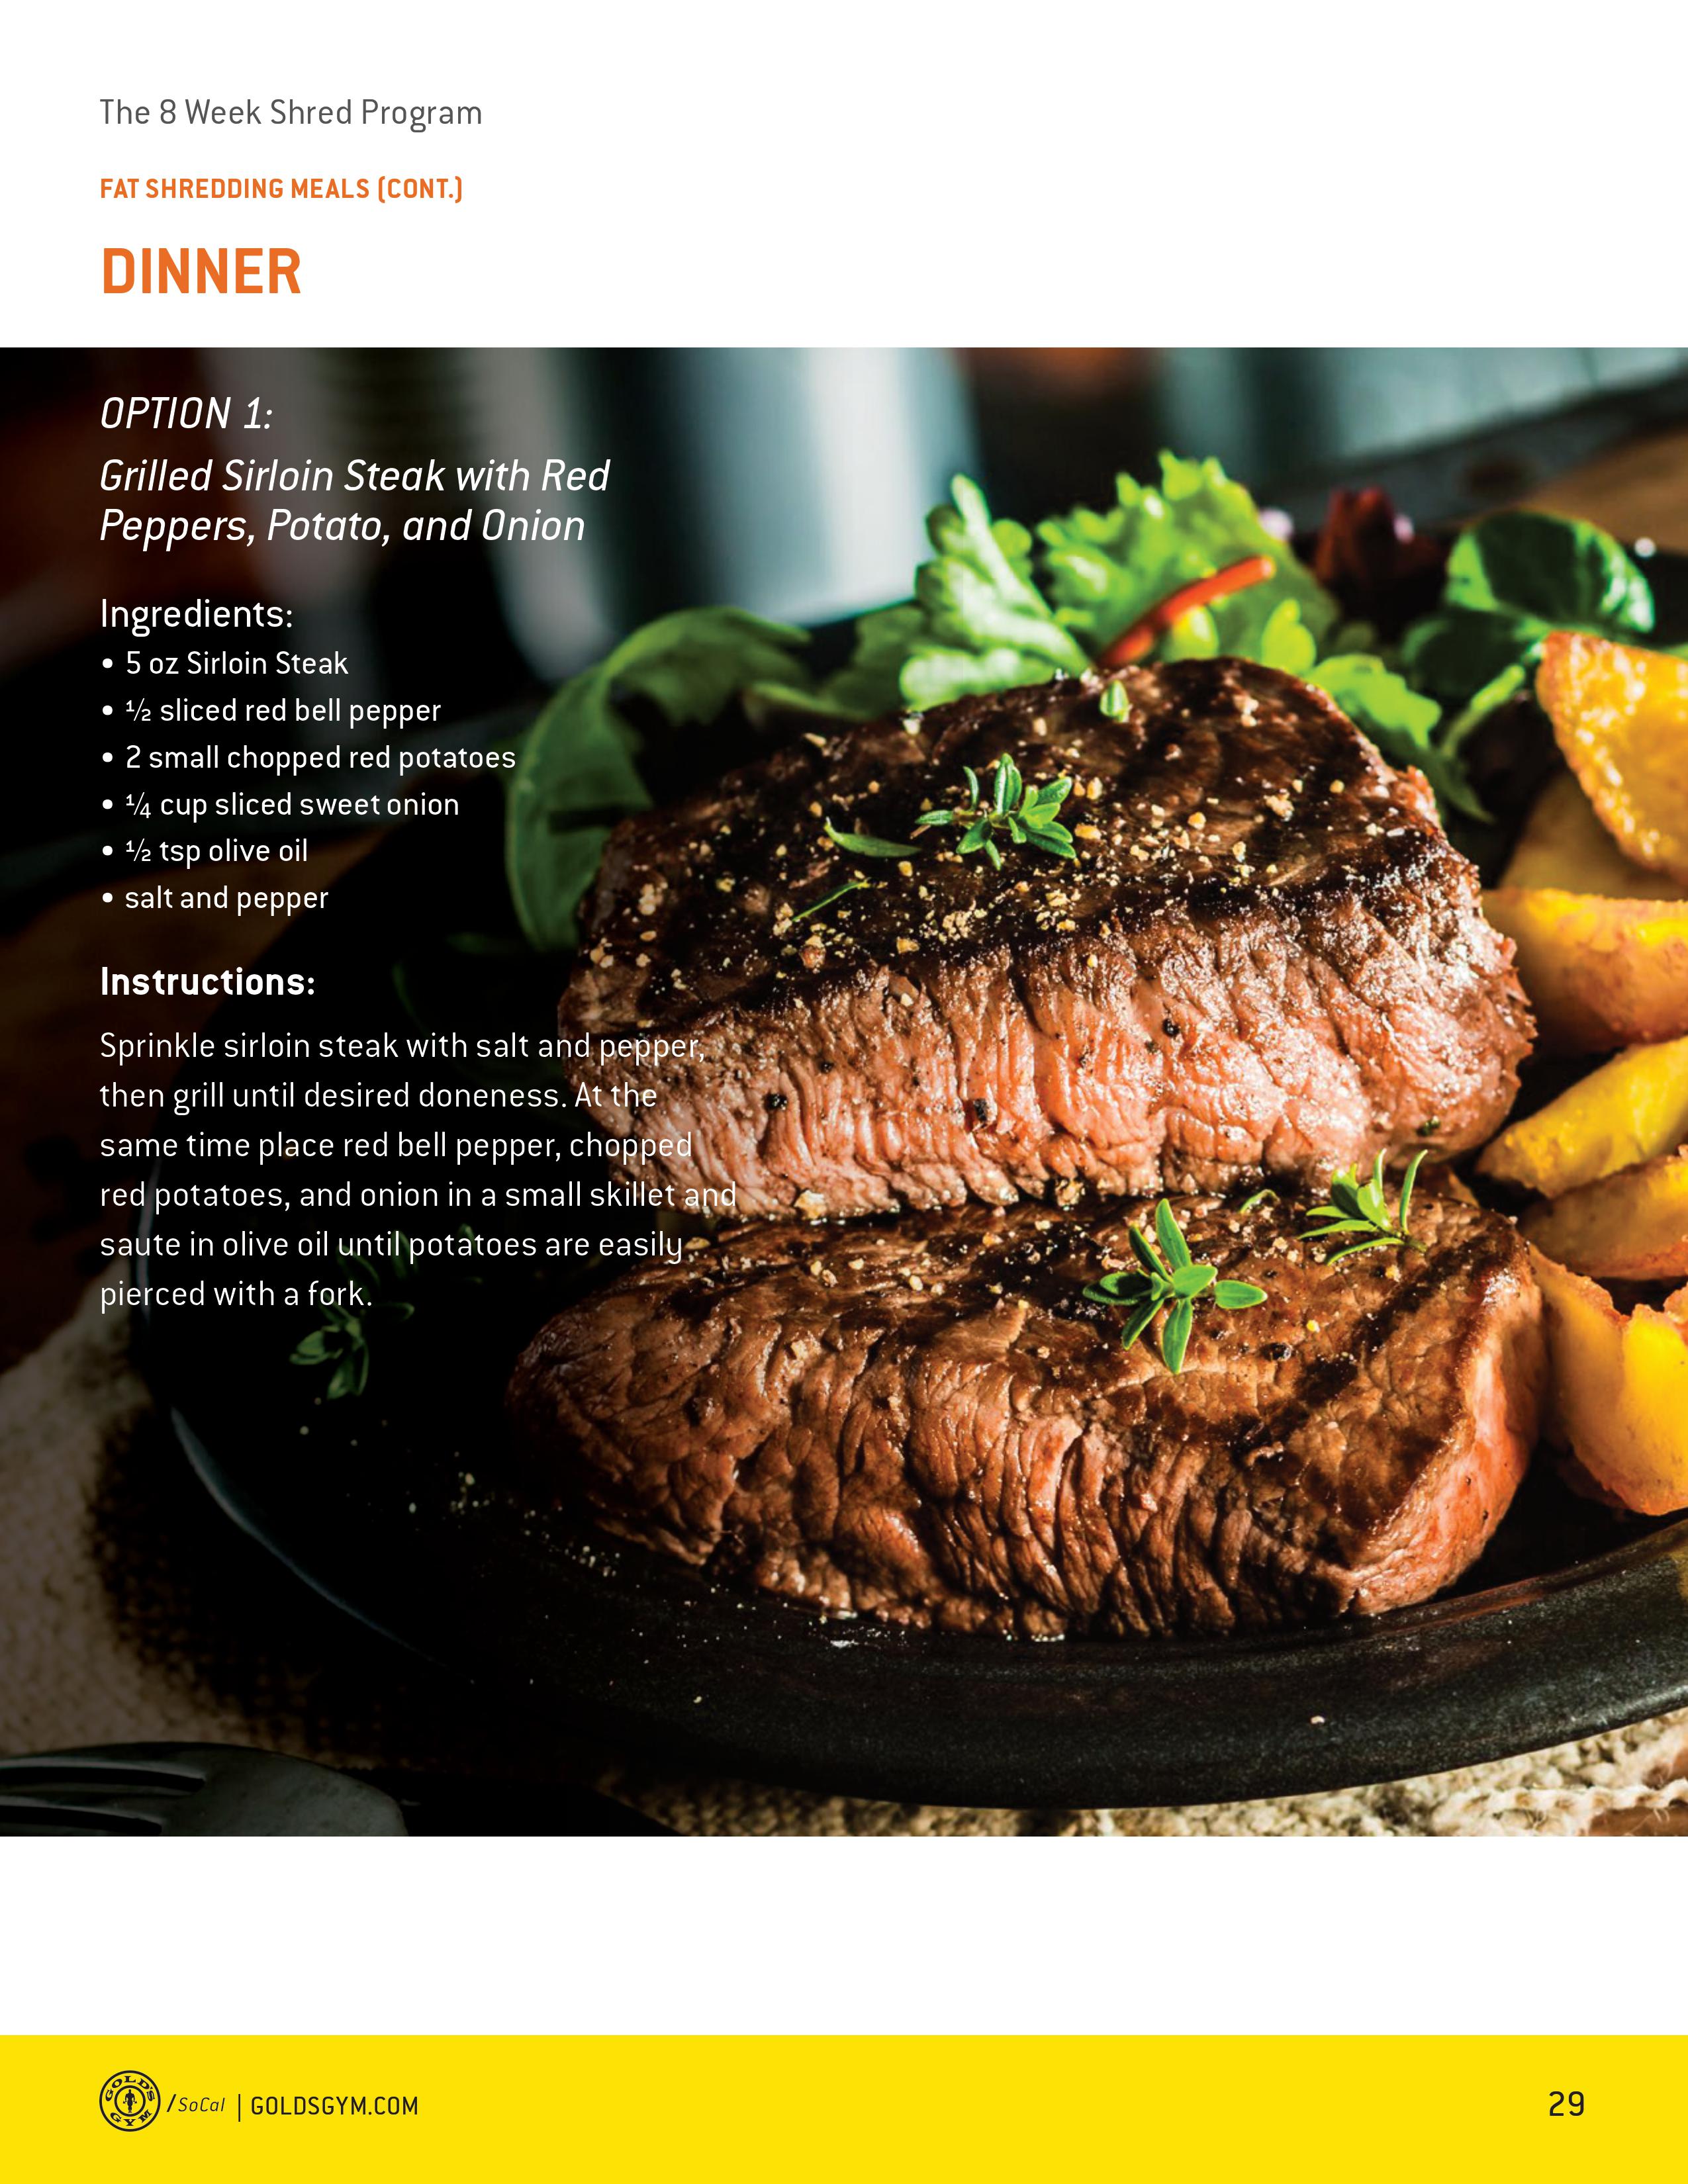 The 8 Week Shred Program
FAT SHREDDING MEALS (CONT.)
DINNER
OPTION 1:
Grilled Sirloin Steak with Red
Peppers, Potato, and Onion
Ingredients:
• 5 oz Sirloin Steak
• ½ sliced red bell pepper
• 2 small chopped red potatoes
• ¼ cup sliced sweet onion
• ½ tsp olive oil
• salt and pepper
Instructions:
Sprinkle sirloin steak with salt and pepper,
then grill until desired doneness. At the
same time place red bell pepper, chopped
red potatoes, and onion in a small skillet and
saute in olive oil until potatoes are easily
pierced with a fork.
GOLD'S GYM /SoCal | GOLDSGYM.COM
29